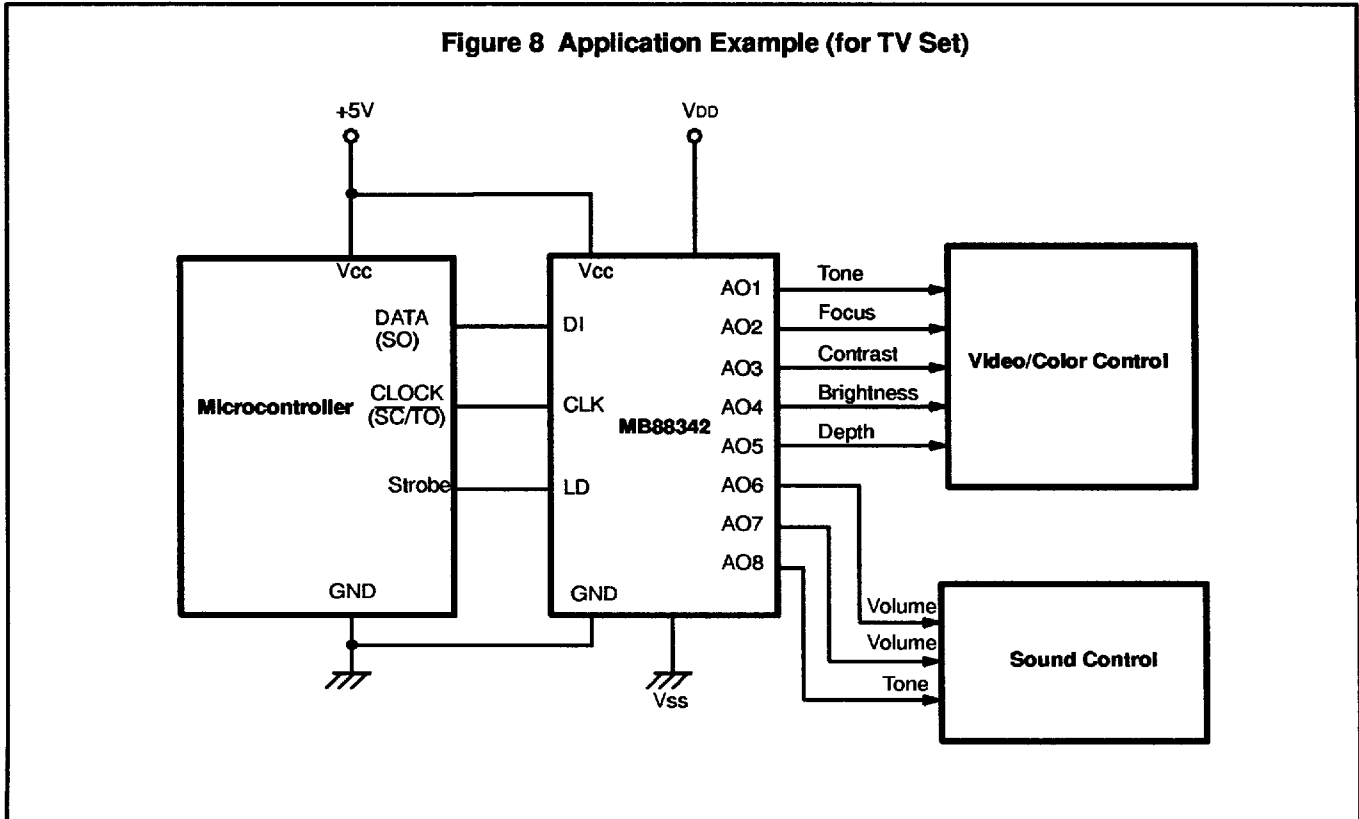 Figure 8 Application Example (for TV Set)
+5V
VDD
Vcc
DATA
(SO)
Microcontroller
CLOCK
(SC/TO)
Strobe
GND
Vcc
DI
CLK
LD
GND
MB88342
AO1
AO2
AO3
AO4
AO5
AO6
AO7
AO8
Vss
Tone
Focus
Contrast
Brightness
Depth
Video/Color Control
Volume
Volume
Tone
Sound Control